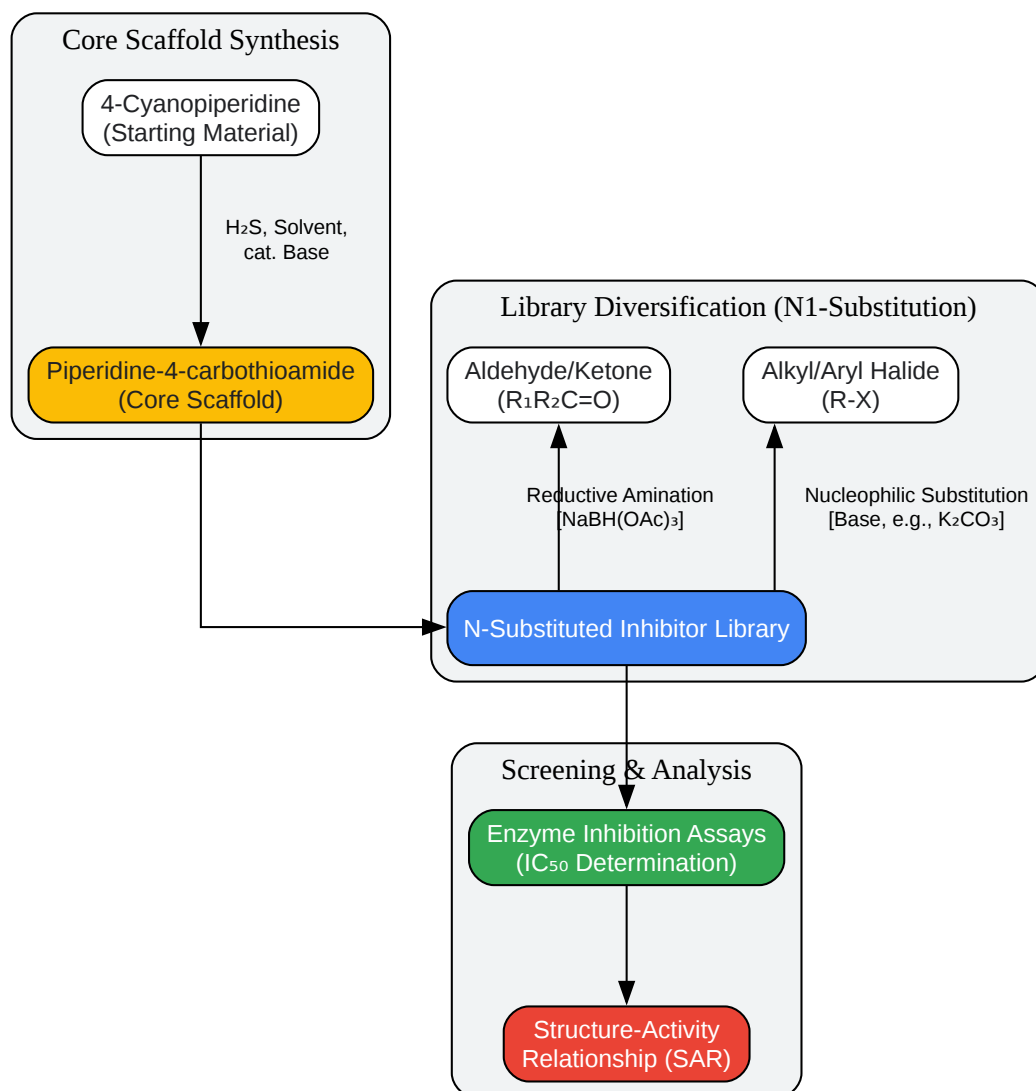 Core Scaffold Synthesis
4-Cyanopiperidine
(Starting Material)
H₂S, Solvent,
cat. Base
Piperidine-4-carbothioamide
(Core Scaffold)
Library Diversification (N1-Substitution)
Aldehyde/Ketone
(R₁R₂C=O)
Alkyl/Aryl Halide
(R-X)
Reductive Amination
[NaBH(OAc)₃]
Nucleophilic Substitution
[Base, e.g., K₂CO₃]
N-Substituted Inhibitor Library
Screening & Analysis
Enzyme Inhibition Assays
(IC₅₀ Determination)
Structure-Activity
Relationship (SAR)